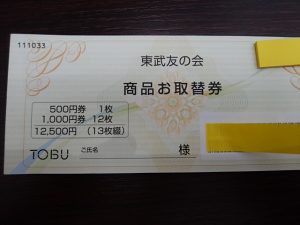 111033
東武友の会
商品お取替券
500円券 1枚
1,000円券 12枚
12,500円 (13枚綴)
TOBU ご氏名 様